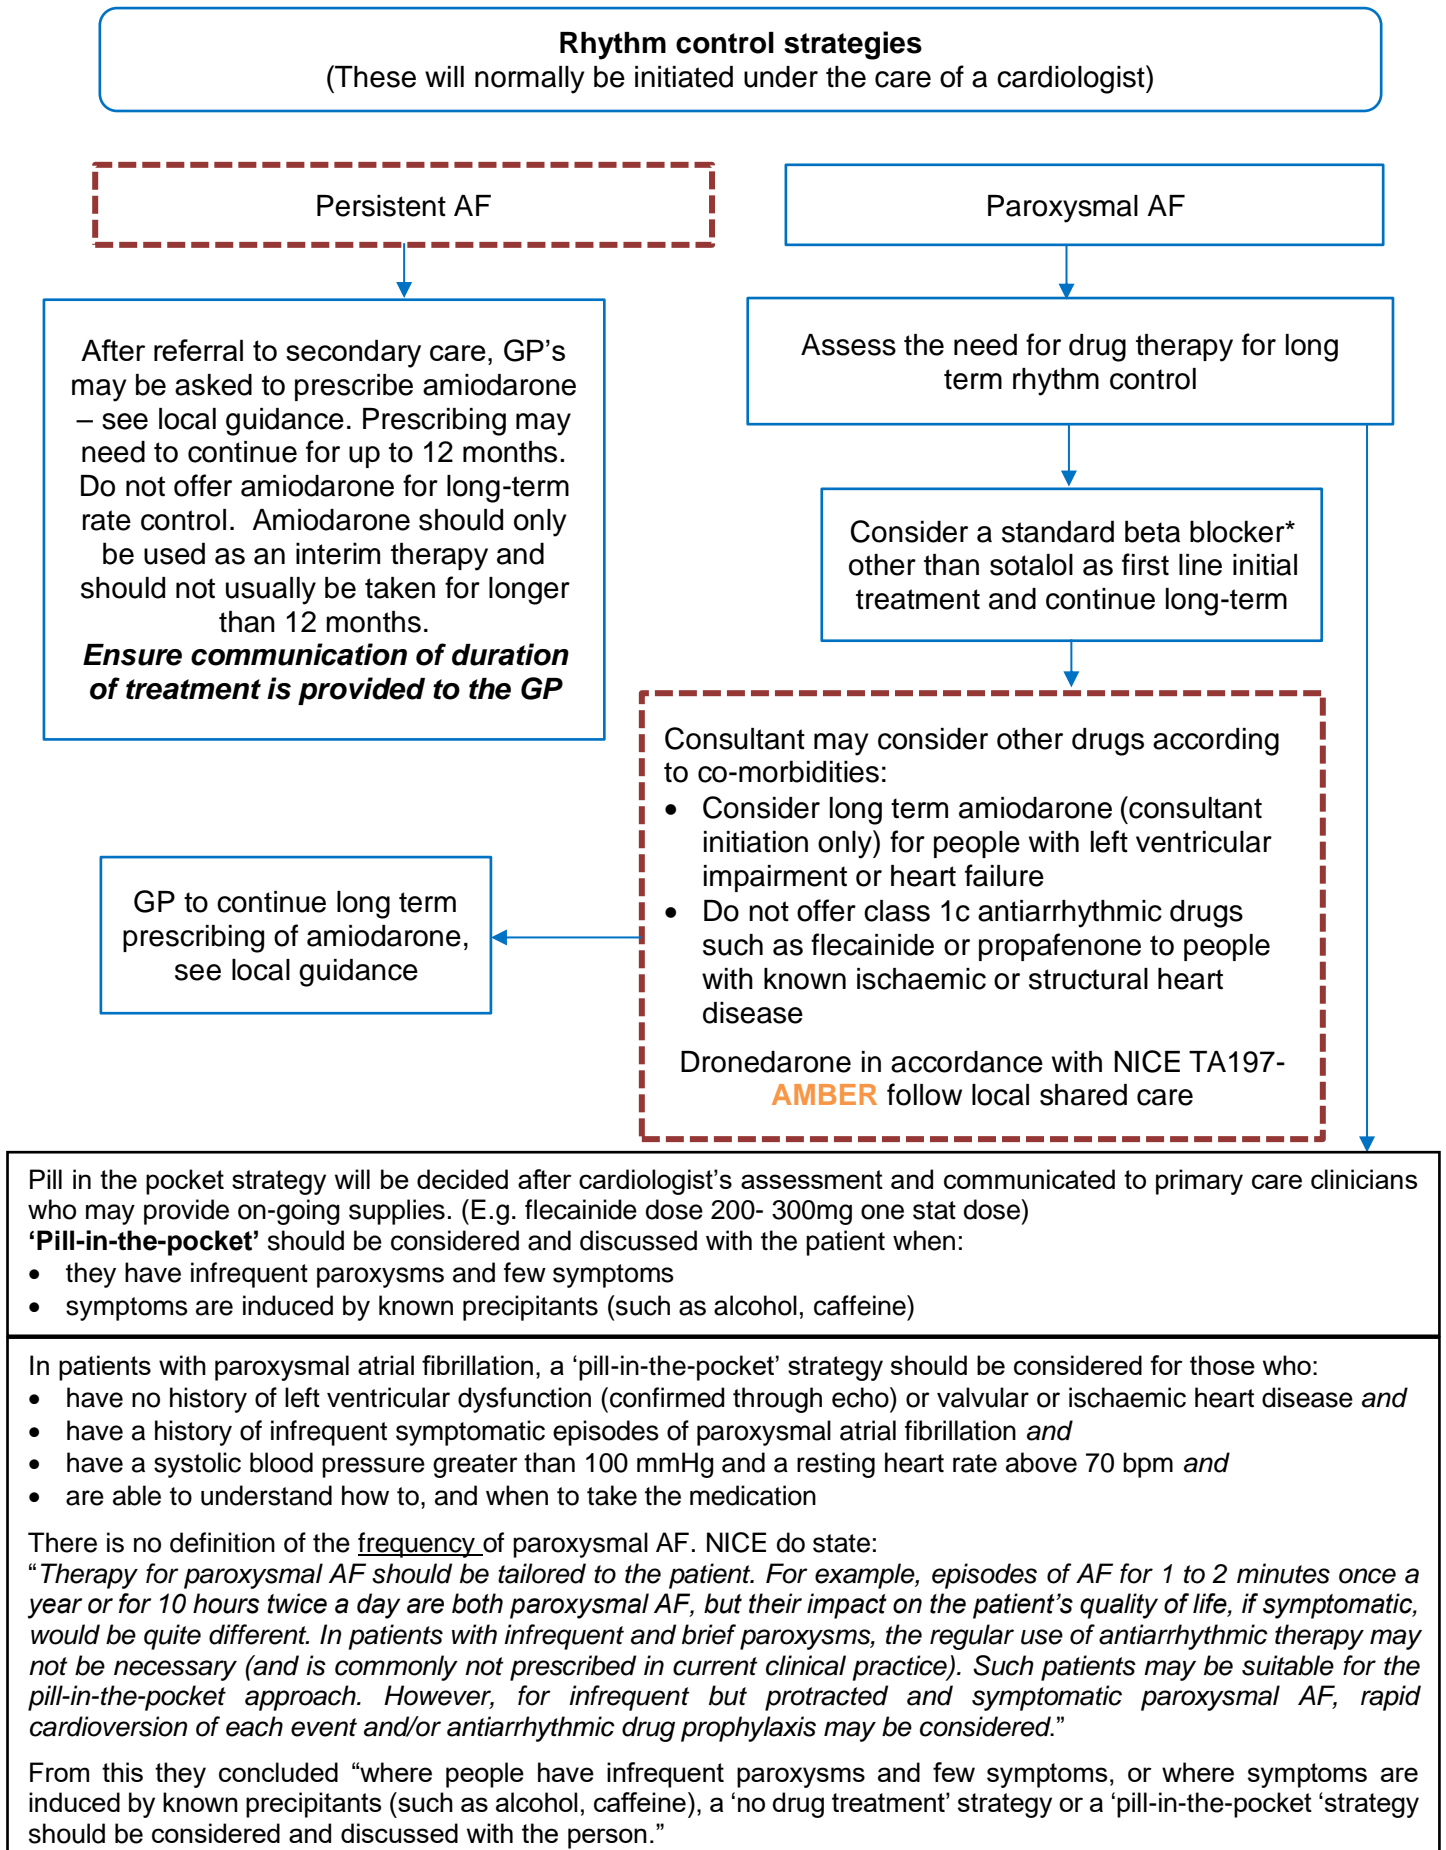 Rhythm control strategies
(These will normally be initiated under the care of a cardiologist)
Persistent AF
Paroxysmal AF
After referral to secondary care, GP's
may be asked to prescribe amiodarone
– see local guidance. Prescribing may
need to continue for up to 12 months.
Do not offer amiodarone for long-term
rate control.  Amiodarone should only
be used as an interim therapy and
should not usually be taken for longer
than 12 months.
Ensure communication of duration
of treatment is provided to the GP
Assess the need for drug therapy for long
term rhythm control
Consider a standard beta blocker*
other than sotalol as first line initial
treatment and continue long-term
Consultant may consider other drugs according
to co-morbidities:
• Consider long term amiodarone (consultant
initiation only) for people with left ventricular
impairment or heart failure
• Do not offer class 1c antiarrhythmic drugs
such as flecainide or propafenone to people
with known ischaemic or structural heart
disease
Dronedarone in accordance with NICE TA197-
AMBER follow local shared care
GP to continue long term
prescribing of amiodarone,
see local guidance
Pill in the pocket strategy will be decided after cardiologist's assessment and communicated to primary care clinicians
who may provide on-going supplies. (E.g. flecainide dose 200- 300mg one stat dose)
‘Pill-in-the-pocket’ should be considered and discussed with the patient when:
• they have infrequent paroxysms and few symptoms
• symptoms are induced by known precipitants (such as alcohol, caffeine)
In patients with paroxysmal atrial fibrillation, a ‘pill-in-the-pocket’ strategy should be considered for those who:
• have no history of left ventricular dysfunction (confirmed through echo) or valvular or ischaemic heart disease and
• have a history of infrequent symptomatic episodes of paroxysmal atrial fibrillation and
• have a systolic blood pressure greater than 100 mmHg and a resting heart rate above 70 bpm and
• are able to understand how to, and when to take the medication
There is no definition of the frequency of paroxysmal AF. NICE do state:
“Therapy for paroxysmal AF should be tailored to the patient. For example, episodes of AF for 1 to 2 minutes once a
year or for 10 hours twice a day are both paroxysmal AF, but their impact on the patient's quality of life, if symptomatic,
would be quite different. In patients with infrequent and brief paroxysms, the regular use of antiarrhythmic therapy may
not be necessary (and is commonly not prescribed in current clinical practice). Such patients may be suitable for the
pill-in-the-pocket approach. However, for infrequent but protracted and symptomatic paroxysmal AF, rapid
cardioversion of each event and/or antiarrhythmic drug prophylaxis may be considered.”
From this they concluded “where people have infrequent paroxysms and few symptoms, or where symptoms are
induced by known precipitants (such as alcohol, caffeine), a ‘no drug treatment’ strategy or a ‘pill-in-the-pocket ‘strategy
should be considered and discussed with the person.”